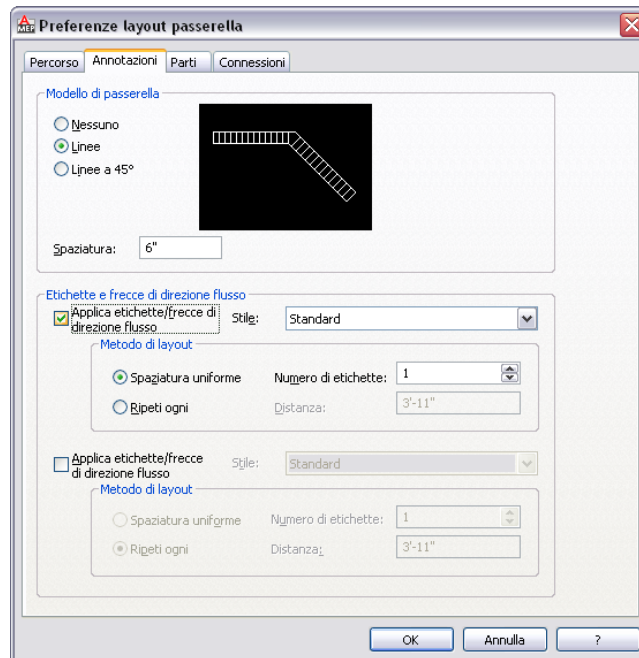 Preferenze layout passerella
Percorso Annotazioni Parti Connessioni
Modello di passerella
Nessuno
Linee
Linee a 45°
Spaziatura: 6"
Etichette e frecce di direzione flusso
Applica etichette/frecce di direzione flusso Stile: Standard
Metodo di layout
Spaziatura uniforme Numero di etichette: 1
Ripeti ogni Distanza: 3'-11"
Applica etichette/frecce di direzione flusso Stile: Standard
Metodo di layout
Spaziatura uniforme Numero di etichette: 1
Ripeti ogni Distanza: 3'-11"
OK Annulla ?